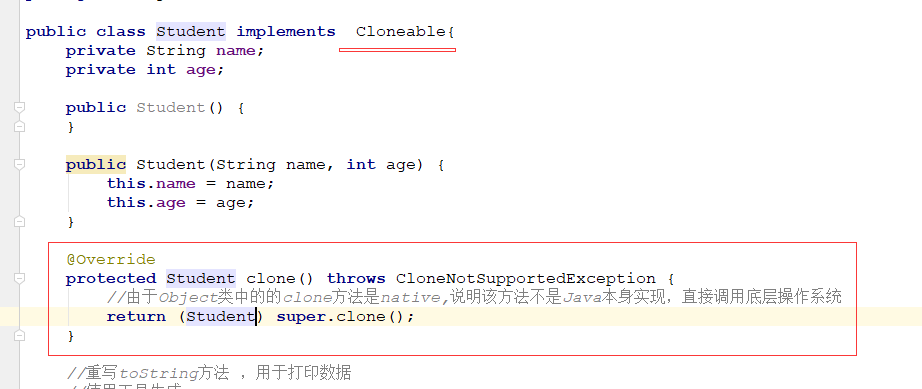 public class Student implements  Cloneable{
    private String name;
    private int age;
    public Student() {
    }
    public Student(String name, int age) {
        this.name = name;
        this.age = age;
    }
    @Override
    protected Student clone() throws CloneNotSupportedException {
        //由于Object类中的的clone方法是native,说明该方法不是Java本身实现，直接调用底层操作系统
        return (Student) super.clone();
    }
    //重写toString方法 ，用于打印数据